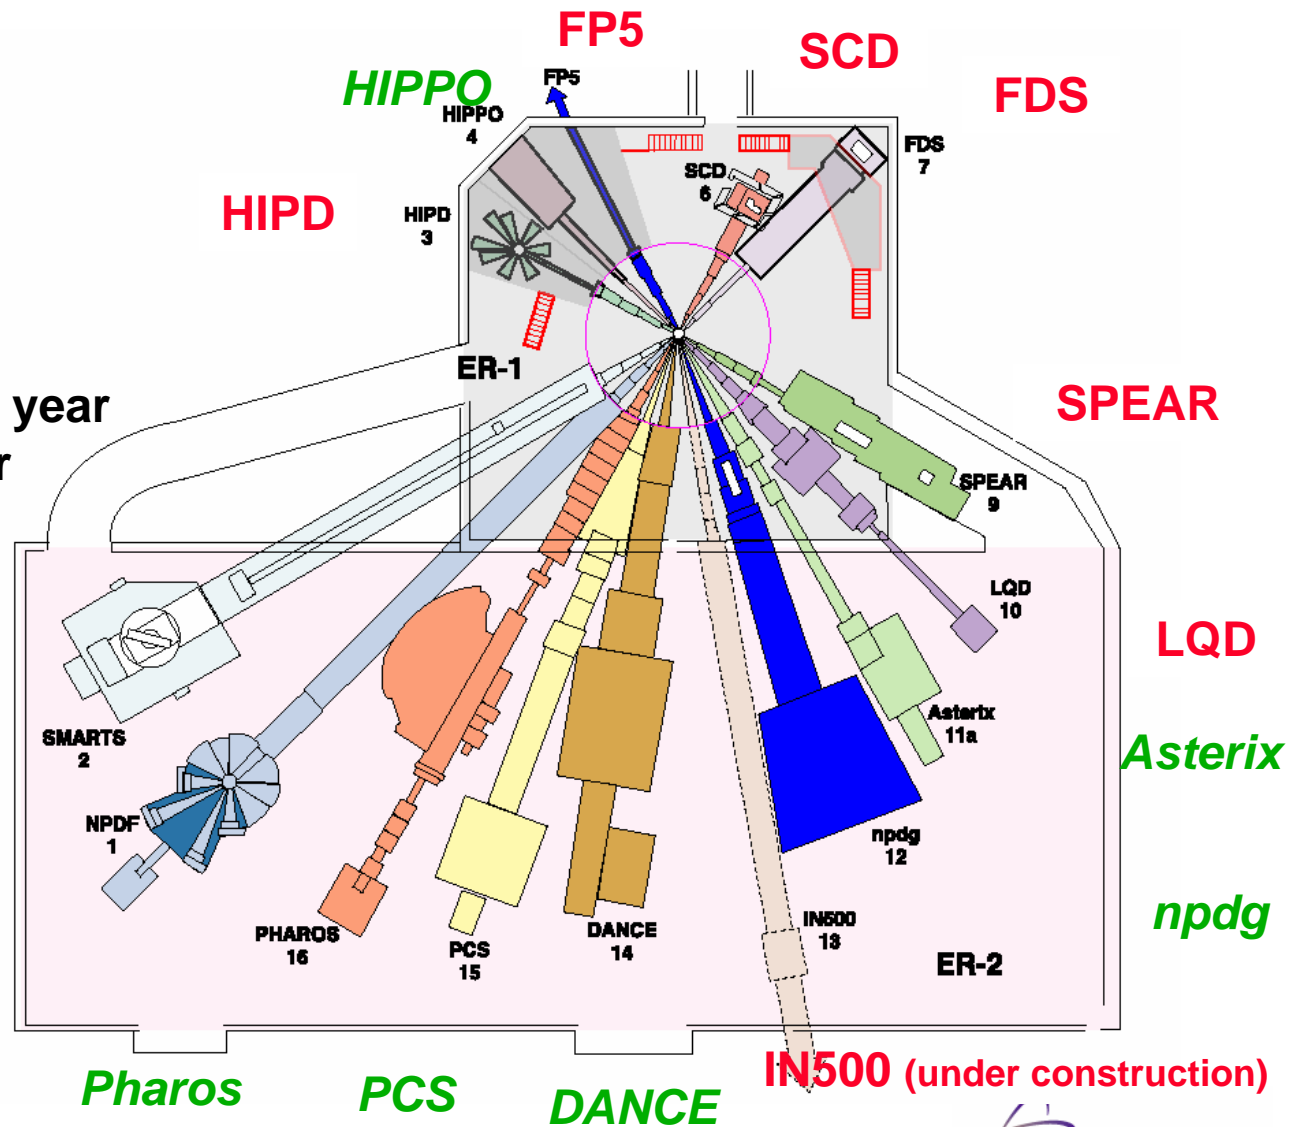 FP5
SCD
HIPPO
FP5
FDS
HIPPO
4
FDS
7
SCD
6
HIPD
HIPD
3
ER-1
year
r
SPEAR
SPEAR
9
LQD
10
LQD
SMARTS
2
Asterix
11a
Asterix
NPDF
1
npdg
12
npdg
PHAROS
16
PCS
15
DANCE
14
IN500
13
ER-2
IN500 (under construction)
Pharos
PCS
DANCE